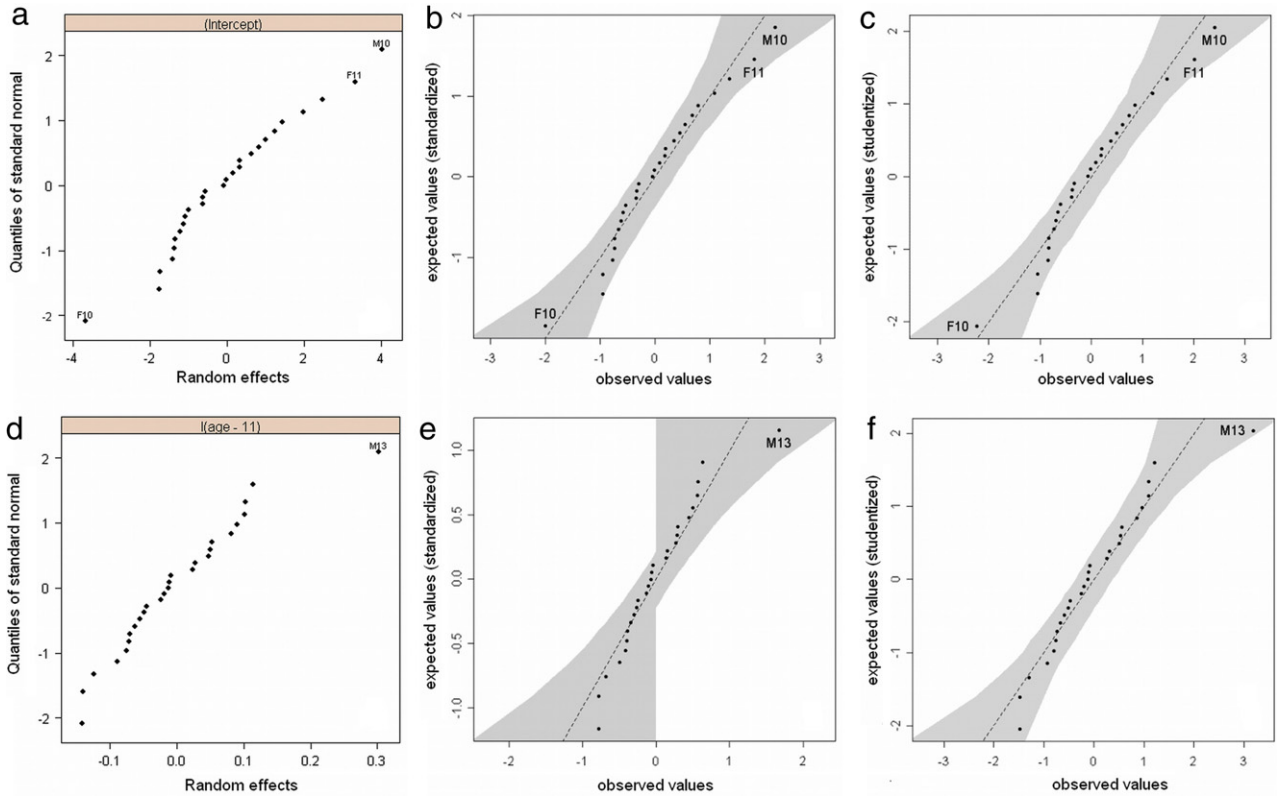 a
(Intercept)
Quantiles of standard normal
2
1
0
-1
-2
M10
F11
F10
-4
-2
0
2
4
Random effects
b
expected values (standardized)
2
1
0
-1
M10
F11
F10
-3
-2
-1
0
1
2
3
observed values
c
expected values (studentized)
2
1
0
-1
-2
M10
F11
F10
-3
-2
-1
0
1
2
3
observed values
d
I(age - 11)
Quantiles of standard normal
2
1
0
-1
-2
M13
-0.1
0.0
0.1
0.2
0.3
Random effects
e
expected values (standardized)
1.0
0.5
0.0
-0.5
-1.0
M13
-2
-1
0
1
2
observed values
f
expected values (studentized)
2
1
0
-1
-2
M13
-3
-2
-1
0
1
2
3
observed values